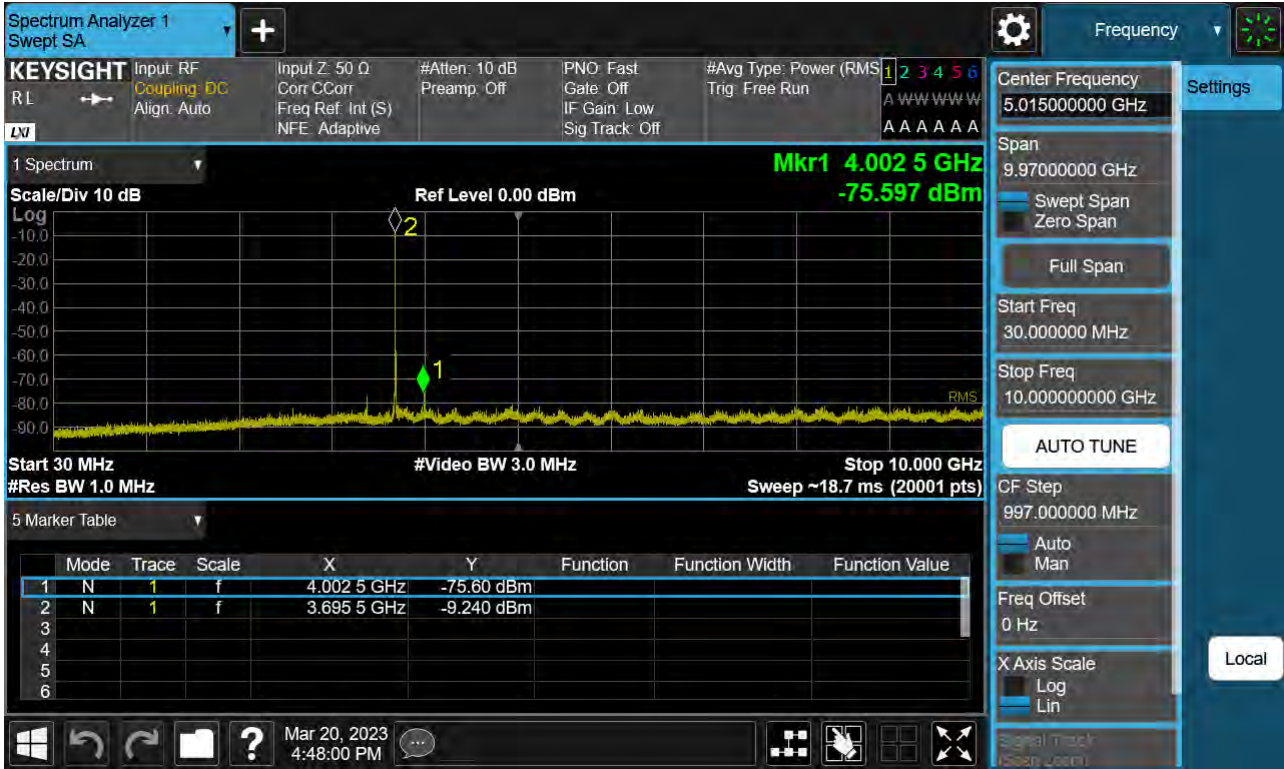 Spectrum Analyzer 1
Swept SA
+
Frequency
KEYSIGHT
RL
LXI
Input: RF
Coupling: DC
Align: Auto
Input Z: 50 Ω
Corr CCorr
Freq Ref: Int (S)
NFE: Adaptive
#Atten: 10 dB
Preamp: Off
PNO: Fast
Gate: Off
IF Gain: Low
Sig Track: Off
#Avg Type: Power (RMS
Trig: Free Run
1 2 3 4 5 6
A W W W W W
A A A A A A
1 Spectrum
Mkr1 4.002 5 GHz
Scale/Div 10 dB
Ref Level 0.00 dBm
-75.597 dBm
Log
-10.0
-20.0
-30.0
-40.0
-50.0
-60.0
-70.0
-80.0
-90.0
2
1
RMS
Start 30 MHz
#Video BW 3.0 MHz
Stop 10.000 GHz
#Res BW 1.0 MHz
Sweep ~18.7 ms (20001 pts)
5 Marker Table
Mode Trace Scale X Y Function Function Width Function Value
1 N 1 f 4.002 5 GHz -75.60 dBm
2 N 1 f 3.695 5 GHz -9.240 dBm
3
4
5
6
Center Frequency
5.015000000 GHz
Settings
Span
9.97000000 GHz
Swept Span
Zero Span
Full Span
Start Freq
30.000000 MHz
Stop Freq
10.000000000 GHz
AUTO TUNE
CF Step
997.000000 MHz
Auto
Man
Freq Offset
0 Hz
X Axis Scale
Log
Lin
Local
Signal Track
(Span Zoom)
?
Mar 20, 2023
4:48:00 PM